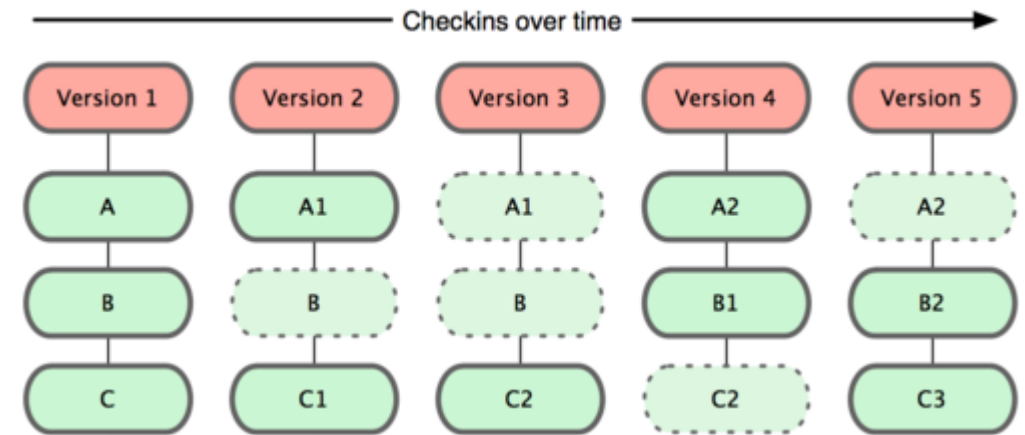 Checkins over time
Version 1 Version 2 Version 3 Version 4 Version 5
A A1 A1 A2 A2
B B B B1 B2
C C1 C2 C2 C3